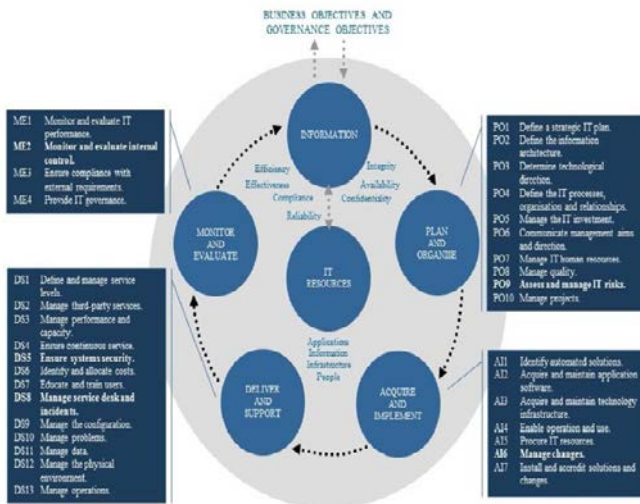 BUSINESS OBJECTIVES AND
GOVERNANCE OBJECTIVES
INFORMATION
Efficiency
Effectiveness
Compliance
Reliability
Integrity
Availability
Confidenticlity
MONITOR
AND
EVALUATE
PLAN
AND
ORGANISE
IT
RESOURCES
Application
Information
Infrastructure
People
DELIVER
AND
SUPPORT
ACQUIRE
AND
IMPLEMENT
ME1 Monitor and evaluate IT
performance.
ME2 Monitor and evaluate internal
control.
ME3 Ensure compliance with
external requirements.
ME4 Provide IT governance.
PO1 Define a strategic IT plan.
PO2 Define the information
architecture.
PO3 Determine technological
direction.
PO4 Define the IT processes,
organisation and relationships.
PO5 Manage the IT investment.
PO6 Communicate management aims
and direction.
PO7 Manage IT human resources.
PO8 Manage quality.
PO9 Assess and manage IT risks.
PO10 Manage projects.
DS1 Define and manage service
levels.
DS2 Manage third-party services.
DS3 Manage performance and
capacity.
DS4 Ensure continuous service.
DS5 Ensure systems security.
DS6 Identify and allocate costs.
DS7 Educate and train users.
DS8 Manage service desk and
incidents.
DS9 Manage the configuration.
DS10 Manage problems.
DS11 Manage data.
DS12 Manage the physical
environment.
DS13 Manage operations.
AI1 Identify automated solutions.
AI2 Acquire and maintain application
software.
AI3 Acquire and maintain technology
infrastructure.
AI4 Enable operation and use.
AI5 Procure IT resources.
AI6 Manage changes.
AI7 Install and accredit solutions and
changes.